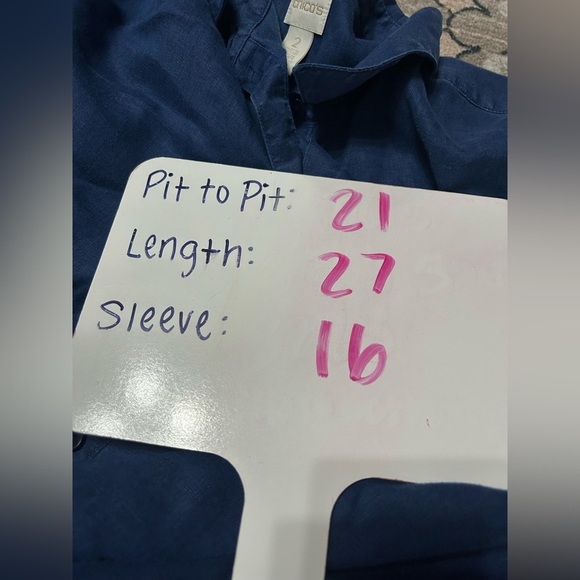 chico's
2
Pit to Pit: 21
Length: 27
Sleeve: 16